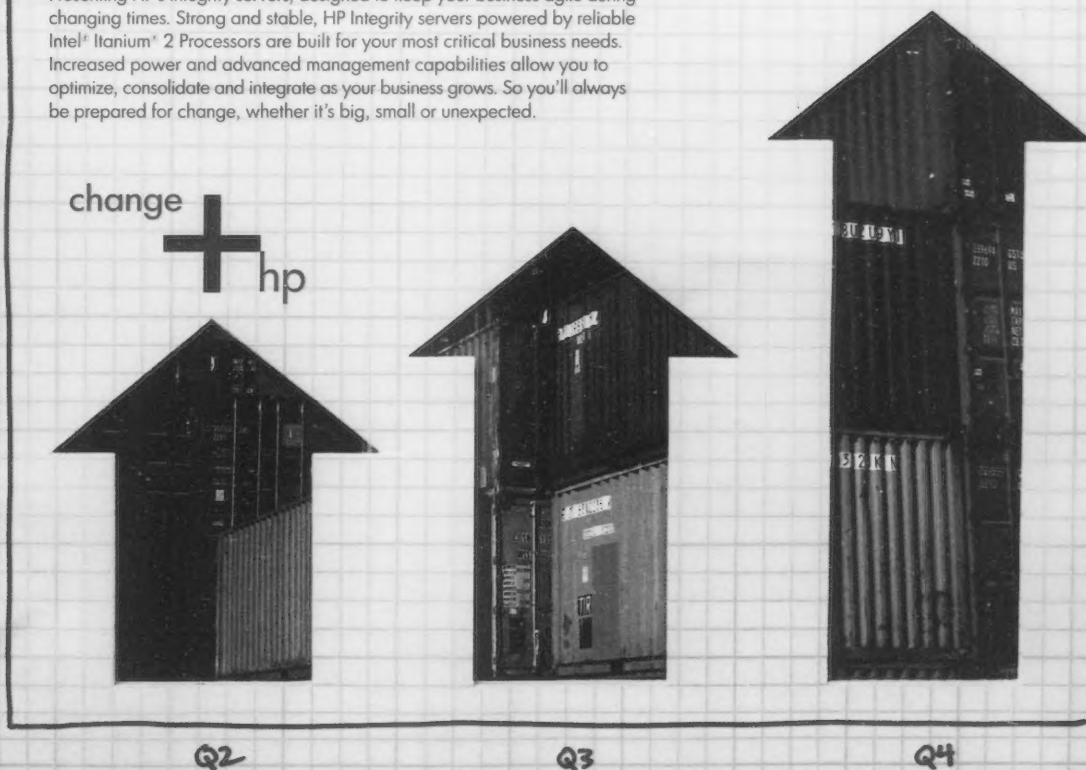 changing times. Strong and stable, HP Integrity servers powered by reliable
Intel® Itanium® 2 Processors are built for your most critical business needs.
Increased power and advanced management capabilities allow you to
optimize, consolidate and integrate as your business grows. So you'll always
be prepared for change, whether it's big, small or unexpected.
change
+
hp
32KN
TIR
Q2
Q3
Q4